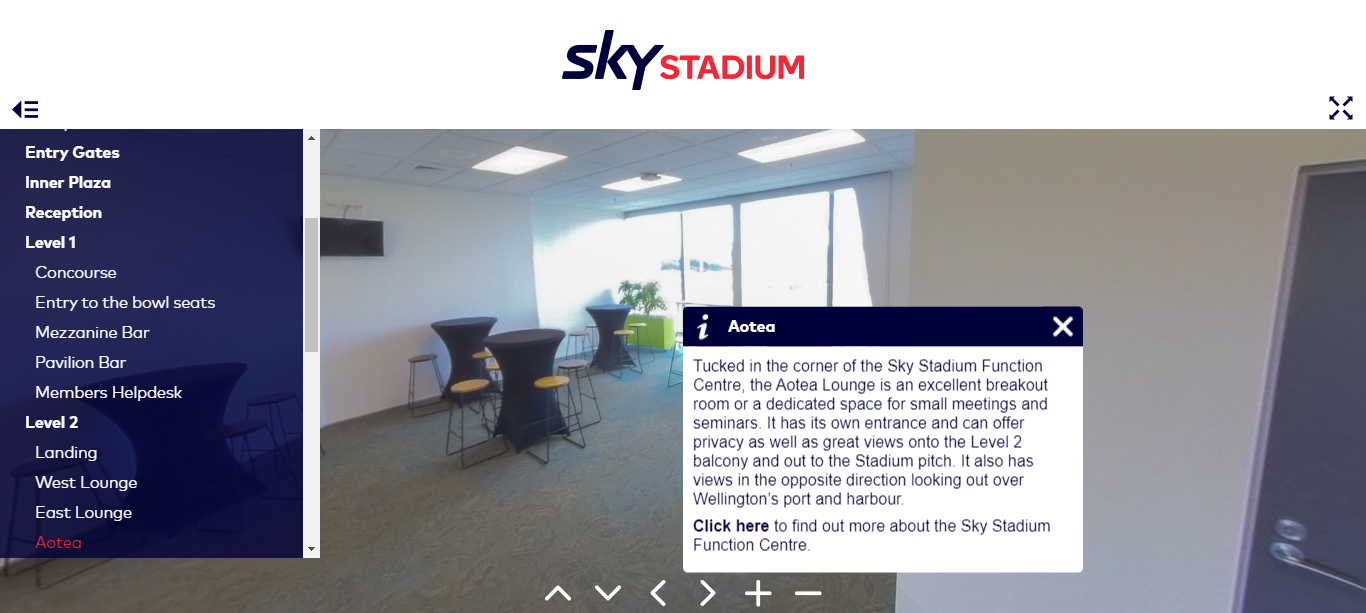 sky STADIUM
Entry Gates
Inner Plaza
Reception
Level 1
Concourse
Entry to the bowl seats
Mezzanine Bar
Pavilion Bar
Members Helpdesk
Level 2
Landing
West Lounge
East Lounge
Aotea
i Aotea
Tucked in the corner of the Sky Stadium Function
Centre, the Aotea Lounge is an excellent breakout
room or a dedicated space for small meetings and
seminars. It has its own entrance and can offer
privacy as well as great views onto the Level 2
balcony and out to the Stadium pitch. It also has
views in the opposite direction looking out over
Wellington’s port and harbour.
Click here to find out more about the Sky Stadium
Function Centre.